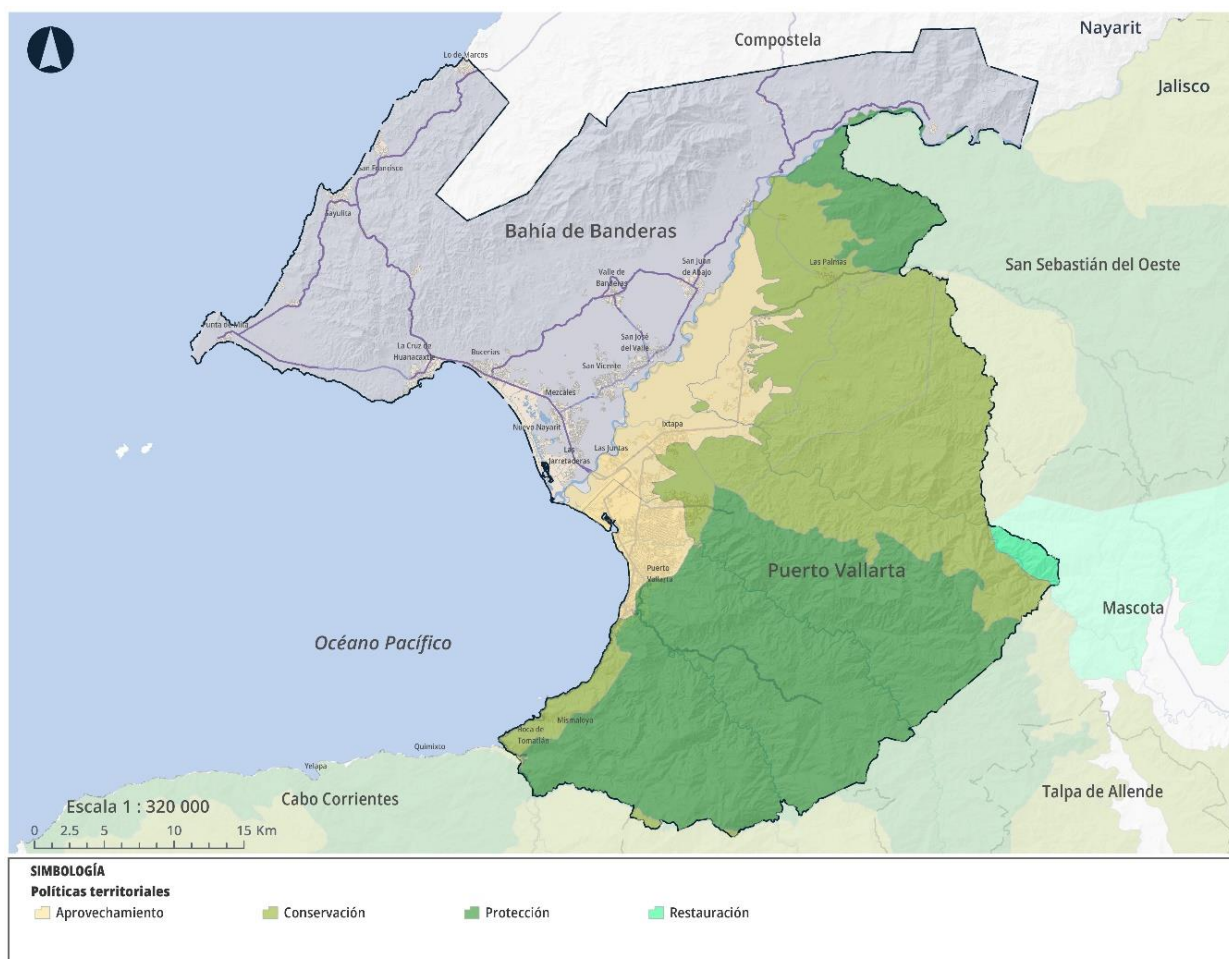 Nayarit
Compostela
Lo de Marcos
Jalisco
San Francisco
Sayulita
Bahía de Banderas
San Juan
de Abajo
Las Palmas
San Sebastián del Oeste
Valle de
Banderas
Punta de Mita
San José
del Valle
La Cruz de
Huanacaxtle
Bucerías
San Vicente
Mezcales
Nuevo Nayarit
Ixtapa
Las Juntas
Las
Jarretaderas
Puerto
Vallarta
Puerto Vallarta
Mascota
Océano Pacífico
Mismaloya
Boca de
Tomatlán
Quimixto
Yelapa
Cabo Corrientes
Talpa de Allende
Escala 1 : 320 000
0 2.5 5 10 15 Km
SIMBOLOGÍA
Políticas territoriales
Aprovechamiento Conservación Protección Restauración